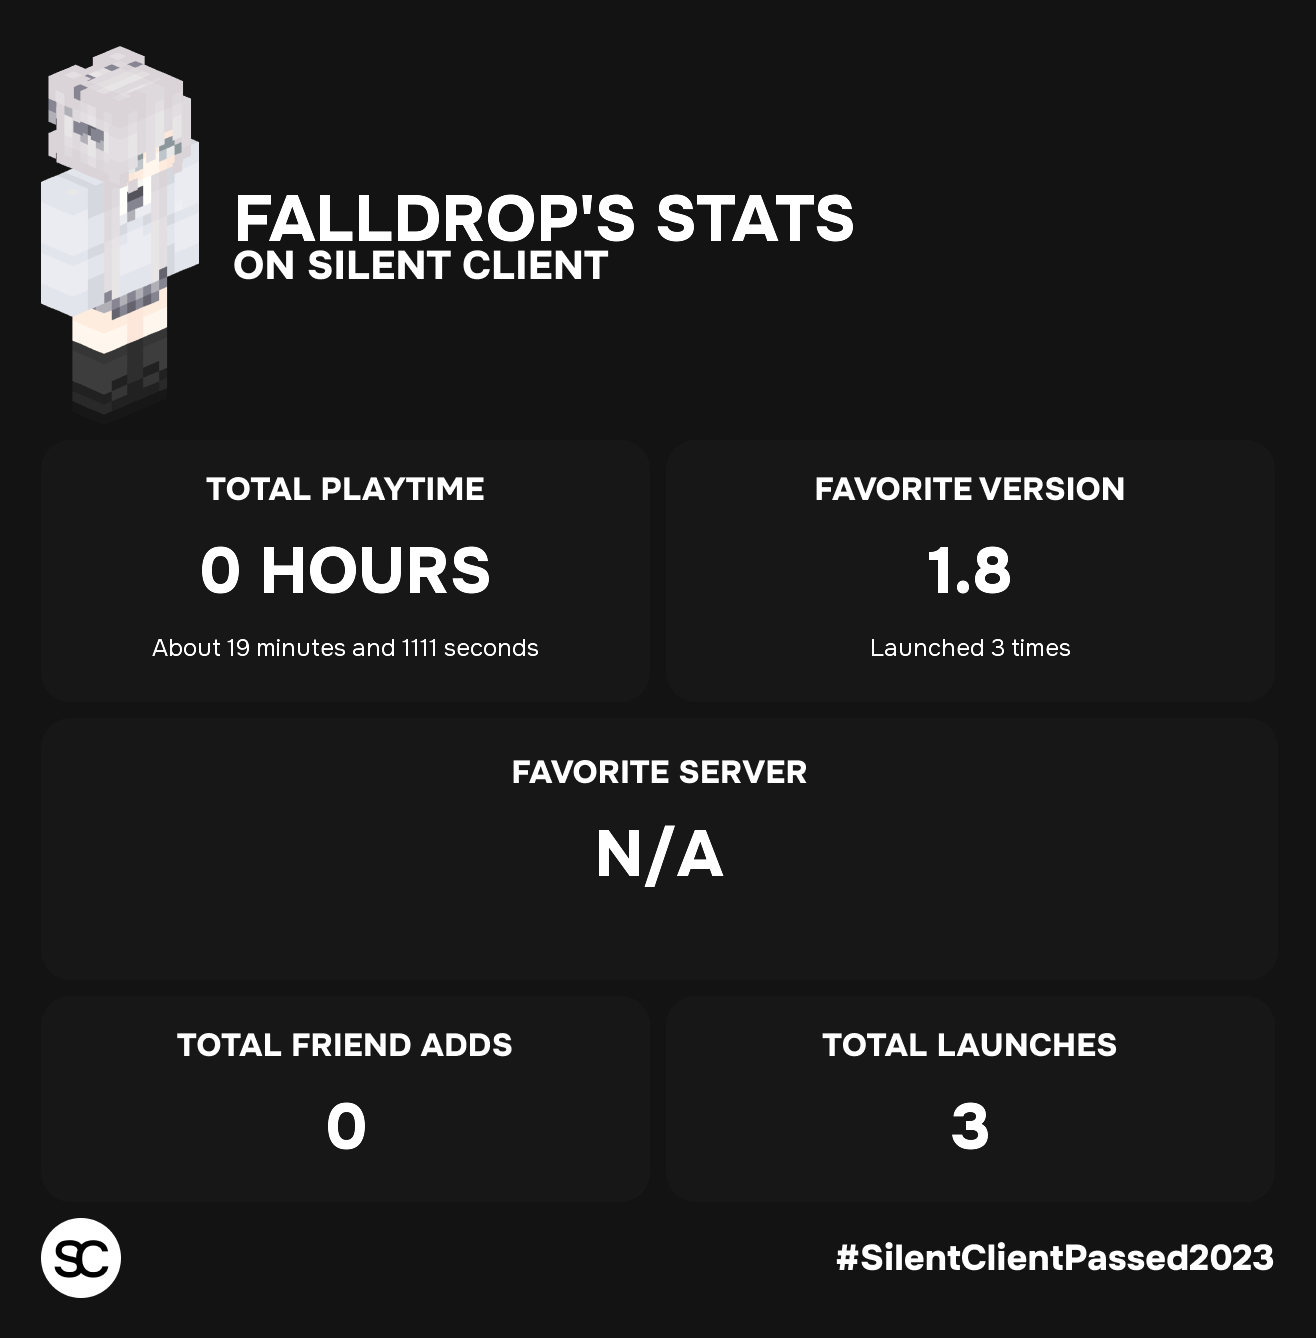 FALLDROP'S STATS
ON SILENT CLIENT
TOTAL PLAYTIME
0 HOURS
About 19 minutes and 1111 seconds
FAVORITE VERSION
1.8
Launched 3 times
FAVORITE SERVER
N/A
TOTAL FRIEND ADDS
0
TOTAL LAUNCHES
3
SC
#SilentClientPassed2023